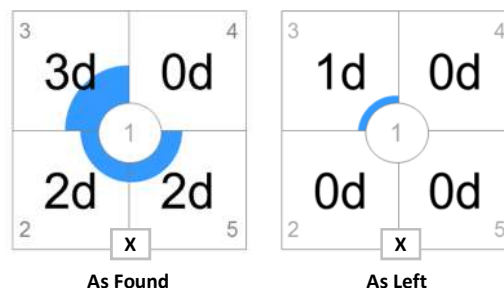 3 4 3 4
3d 0d 1d 0d
1 1
2d 2d 0d 0d
2 5 2 5
X X
As Found As Left